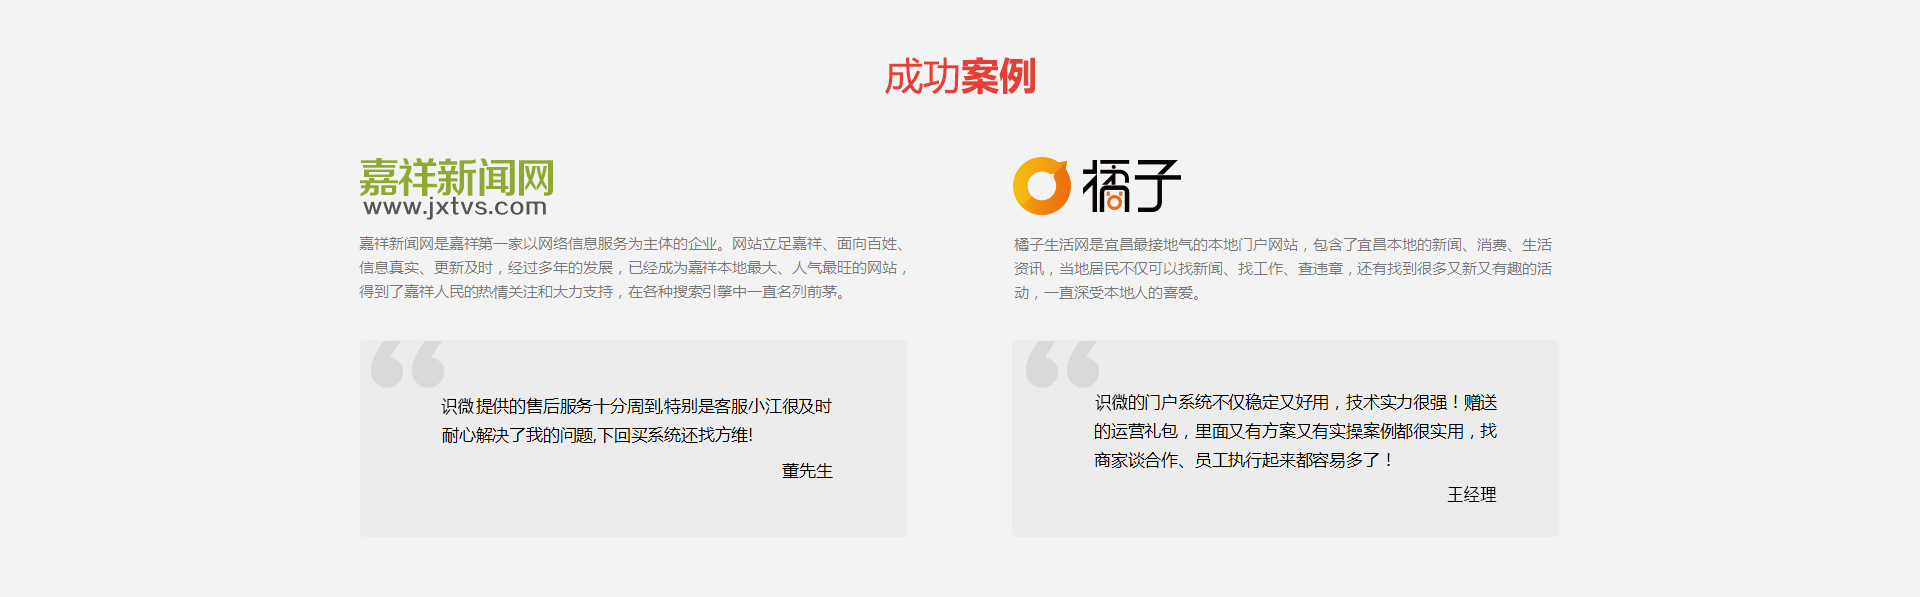 成功案例
嘉祥新闻网
www.jxtvs.com
嘉祥新闻网是嘉祥第一家以网络信息服务为主体的企业。网站立足嘉祥、面向百姓、
信息真实、更新及时，经过多年的发展，已经成为嘉祥本地最大、人气最旺的网站，
得到了嘉祥人民的热情关注和大力支持，在各种搜索引擎中一直名列前茅。
识微提供的售后服务十分周到,特别是客服小江很及时
耐心解决了我的问题,下回买系统还找方维!
董先生
橘子
橘子生活网是宜昌最接地气的本地门户网站，包含了宜昌本地的新闻、消费、生活
资讯，当地居民不仅可以找新闻、找工作、查违章，还有找到很多又新又有趣的活
动，一直深受本地人的喜爱。
识微的门户系统不仅稳定又好用，技术实力很强！赠送
的运营礼包，里面又有方案又有实操案例都很实用，找
商家谈合作、员工执行起来都容易多了！
王经理